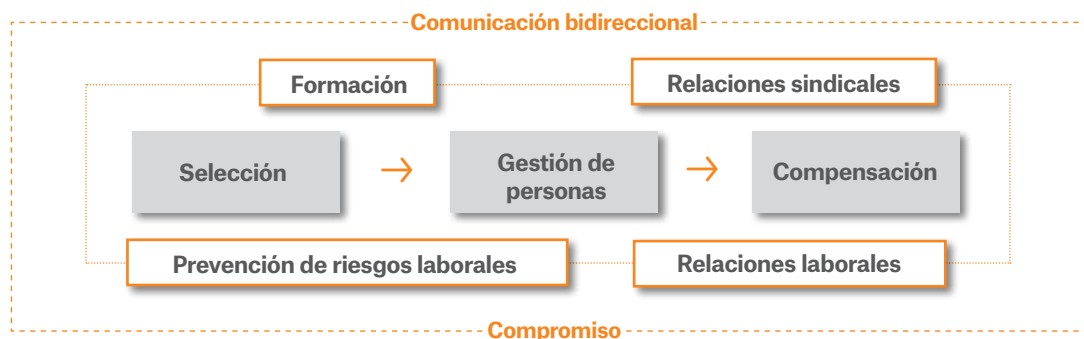 Comunicación bidireccional
Formación
Relaciones sindicales
Selección
Gestión de
personas
Compensación
Prevención de riesgos laborales
Relaciones laborales
Compromiso